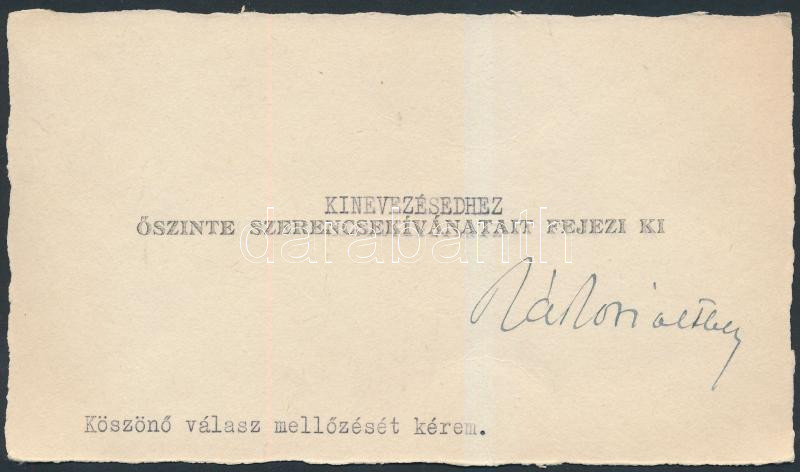 KINEVEZÉSEDHEZ
ŐSZINTE SZERENCSEKÍVÁNATAIT FEJEZI KI
darabanth
Köszönő válasz mellőzését kérem.